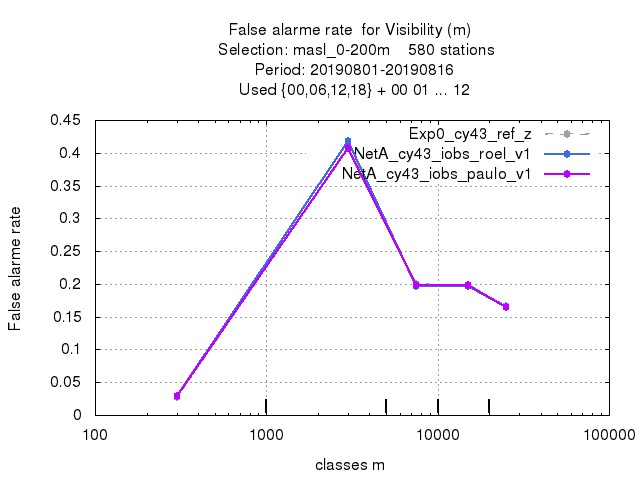 False alarme rate  for Visibility (m)
Selection: masl_0-200m    580 stations
Period: 20190801-20190816
Used {00,06,12,18} + 00 01 ... 12
0.45
0.4
0.35
0.3
0.25
0.2
0.15
0.1
0.05
0
False alarme rate
Exp0_cy43_ref_z
NetA_cy43_iobs_roel_v1
NetA_cy43_iobs_paulo_v1
100 1000 10000 100000
classes m